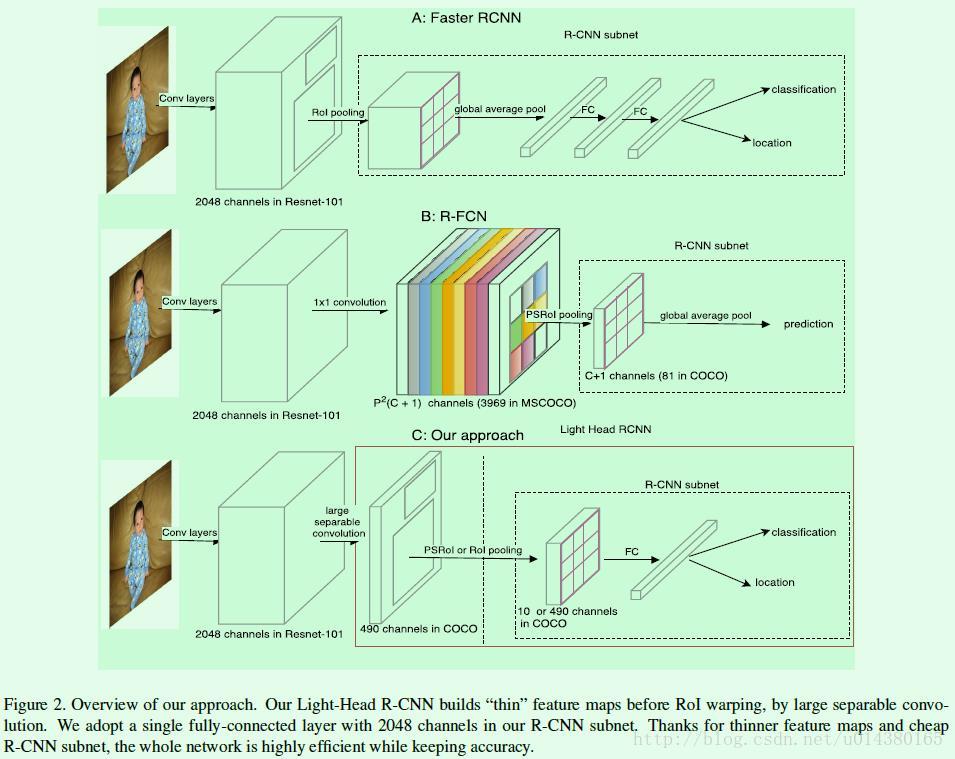 A: Faster RCNN
R-CNN subnet
Conv layers
RoI pooling
global average pool
FC
FC
classification
location
2048 channels in Resnet-101
B: R-FCN
R-CNN subnet
Conv layers
1x1 convolution
PSRoI pooling
global average pool
prediction
C+1 channels (81 in COCO)
2048 channels in Resnet-101
P²(C + 1) channels (3969 in MSCOCO)
C: Our approach
Light Head RCNN
R-CNN subnet
Conv layers
large
separable
convolution
PSRoI or RoI pooling
FC
classification
location
10 or 490 channels
in COCO
490 channels in COCO
2048 channels in Resnet-101
Figure 2. Overview of our approach. Our Light-Head R-CNN builds “thin” feature maps before RoI warping, by large separable convo-
lution. We adopt a single fully-connected layer with 2048 channels in our R-CNN subnet. Thanks for thinner feature maps and cheap
R-CNN subnet, the whole network is highly efficient while keeping accuracy.
http://blog.csdn.net/u014380165